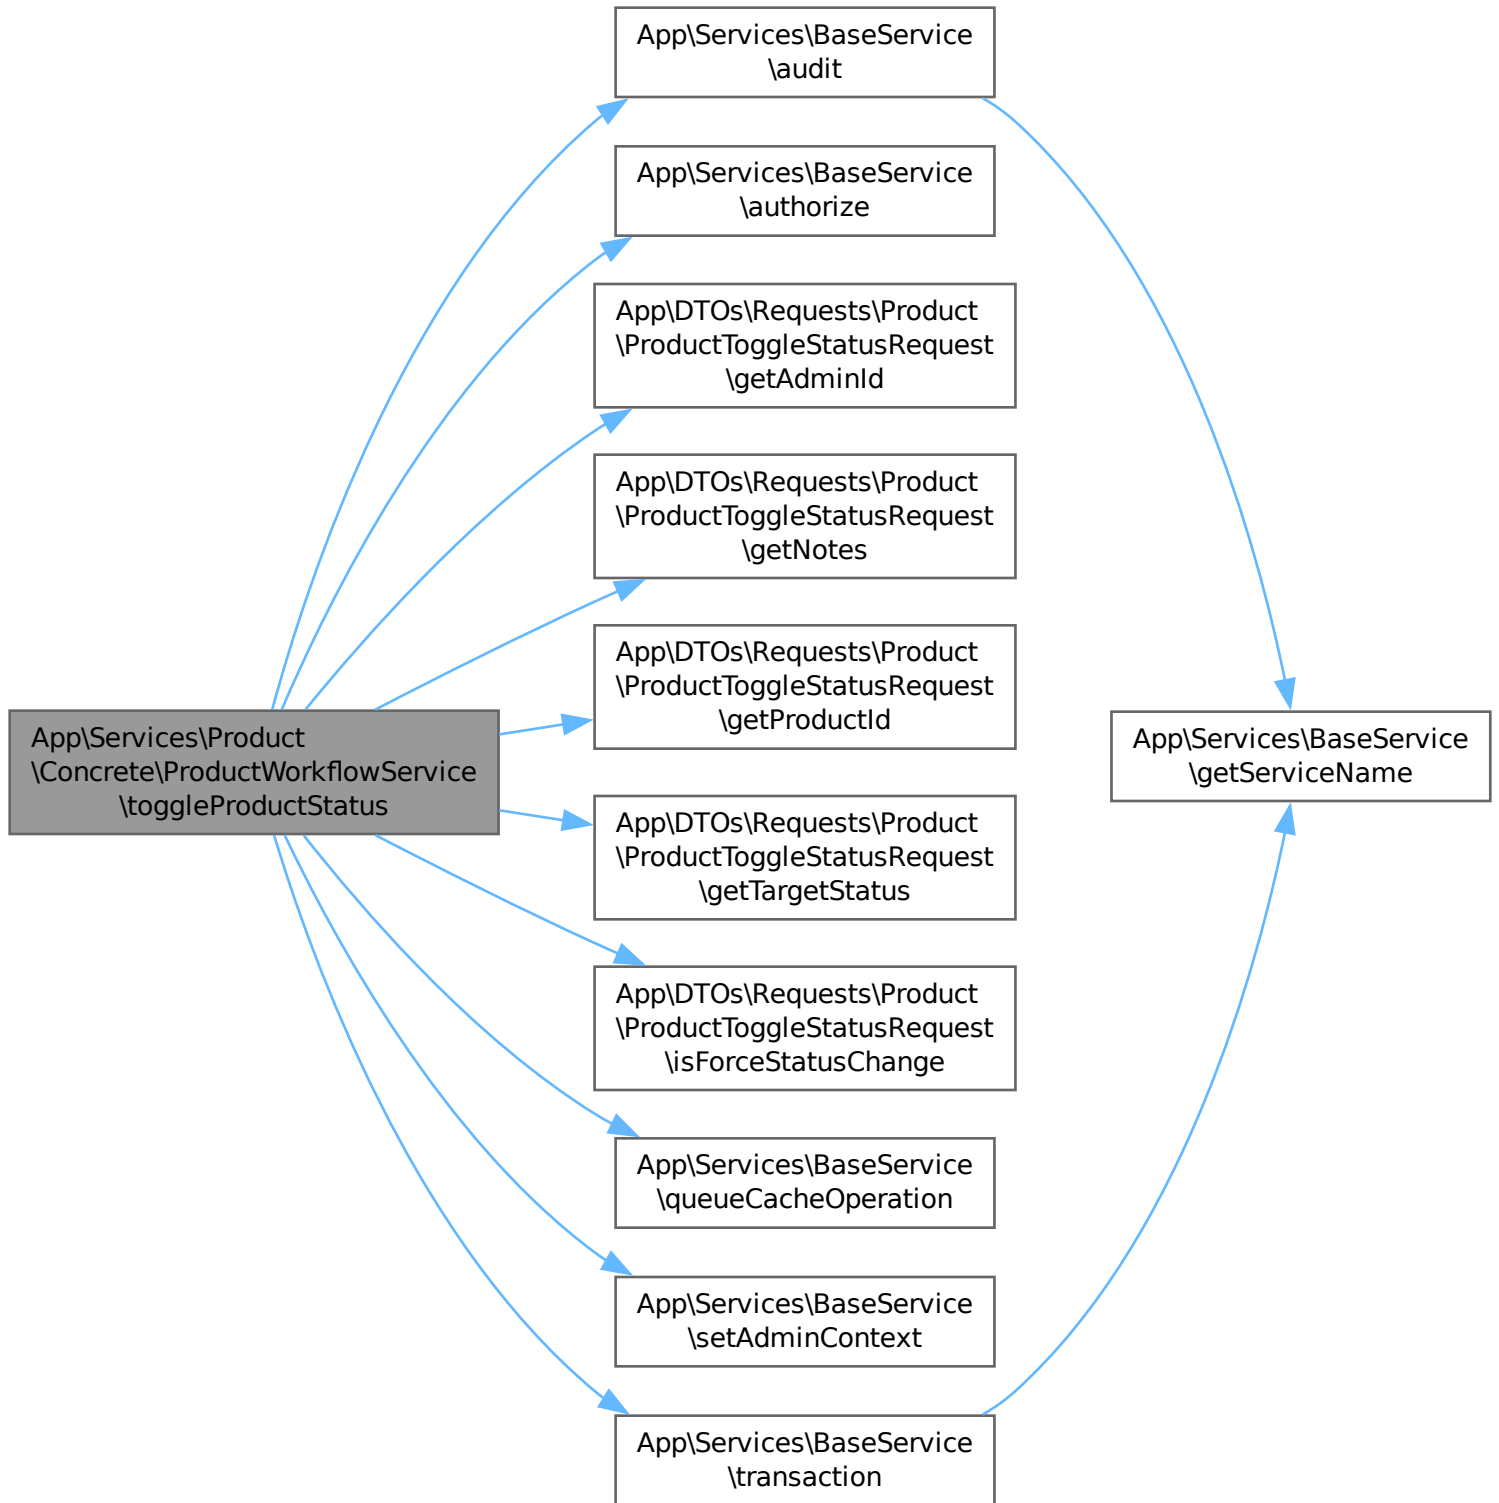 App\Services\BaseService
\audit
App\Services\BaseService
\authorize
App\DTOs\Requests\Product
\ProductToggleStatusRequest
\getAdminId
App\DTOs\Requests\Product
\ProductToggleStatusRequest
\getNotes
App\DTOs\Requests\Product
\ProductToggleStatusRequest
\getProductId
App\Services\Product
\Concrete\ProductWorkflowService
\toggleProductStatus
App\Services\BaseService
\getServiceName
App\DTOs\Requests\Product
\ProductToggleStatusRequest
\getTargetStatus
App\DTOs\Requests\Product
\ProductToggleStatusRequest
\isForceStatusChange
App\Services\BaseService
\queueCacheOperation
App\Services\BaseService
\setAdminContext
App\Services\BaseService
\transaction